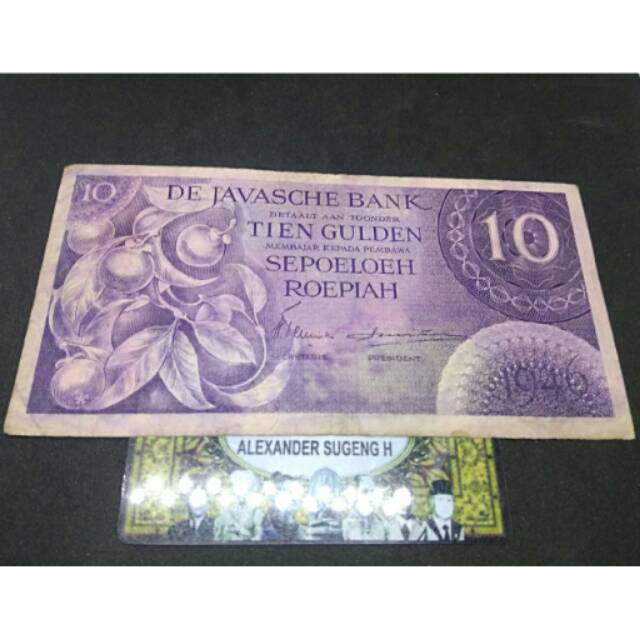 10
DE JAVASCHE BANK
BETAALT AAN TOONDER
TIEN GULDEN
MEMBAJAR KEPADA PEMBAWA
SEPOELOEH
ROEPIAH
10
SECRETARIS
PRESIDENT
1946
ALEXANDER SUGENG H